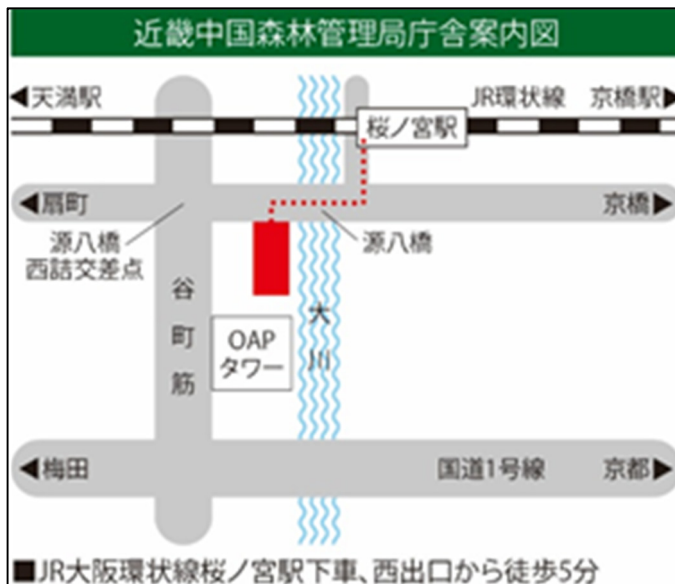 近畿中国森林管理局庁舎案内図
◀天満駅
JR環状線 京橋駅▶
桜ノ宮駅
◀扇町
京橋▶
源八橋
西詰交差点
源八橋
谷町筋
大川
OAP
タワー
◀梅田
国道1号線 京都▶
■JR大阪環状線桜ノ宮駅下車、西出口から徒歩5分